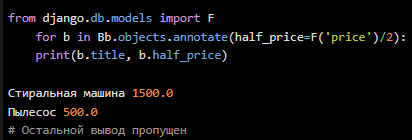 from django.db.models import F
    for b in Bb.objects.annotate(half_price=F('price')/2):
    print(b.title, b.half_price)

Стиральная машина 1500.0
Пылесос 500.0
# Остальной вывод пропущен